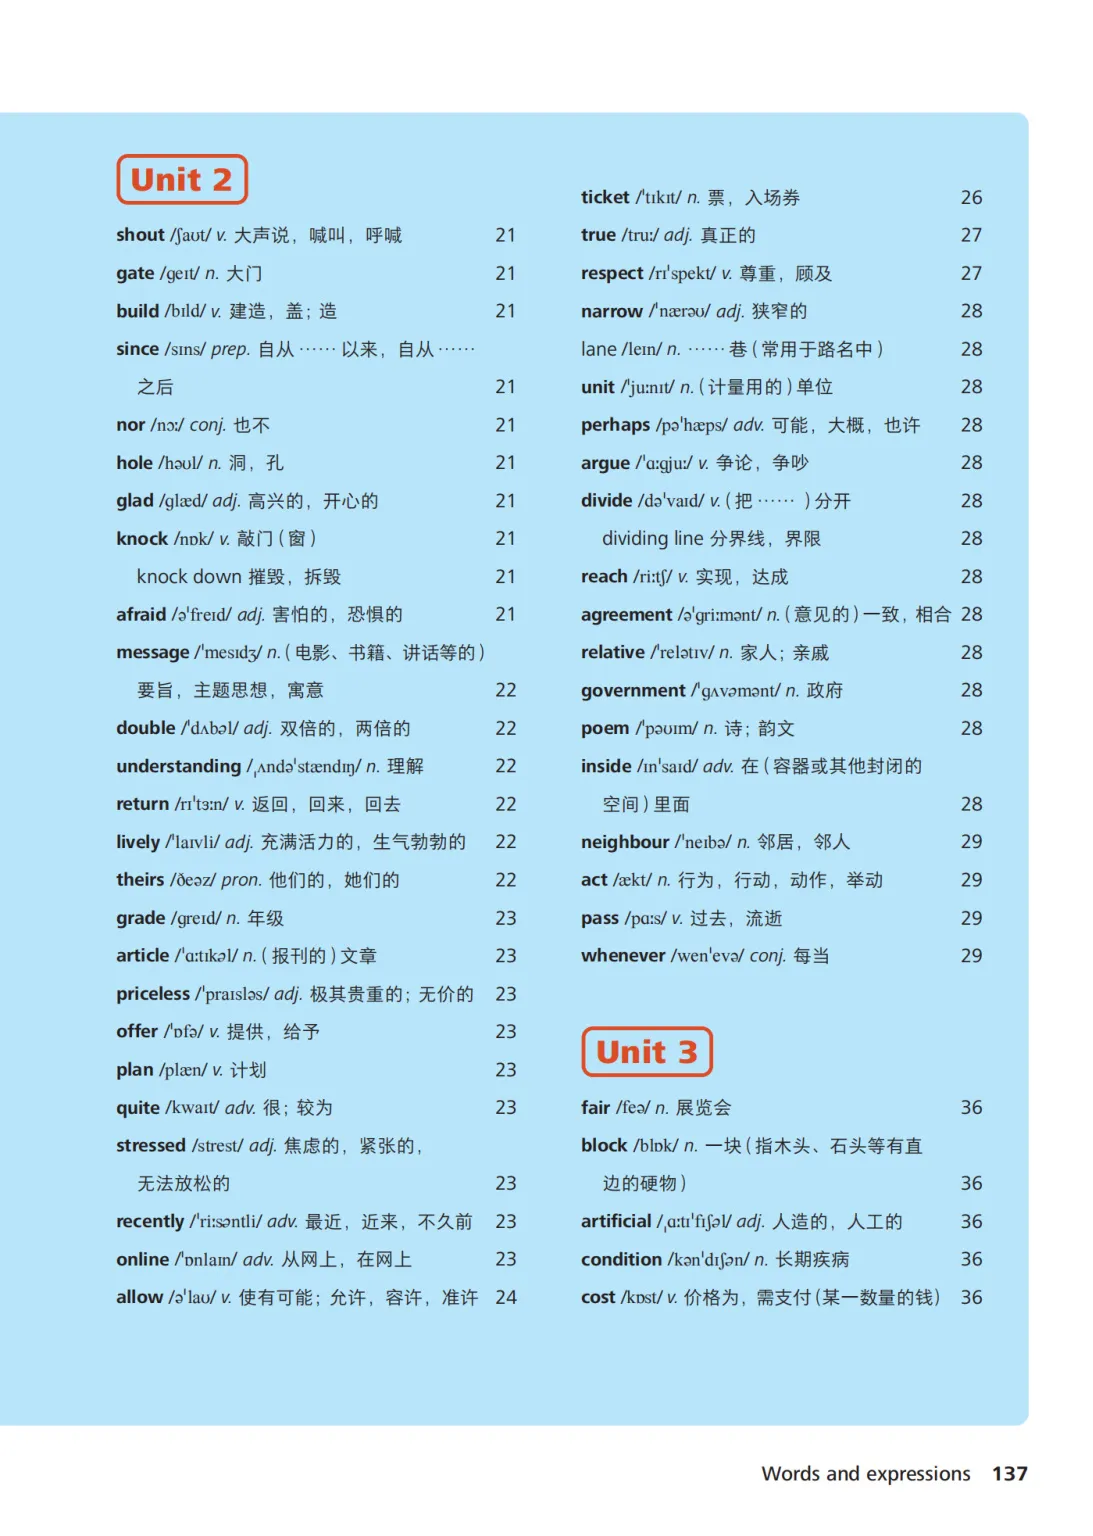 Unit 2
shout /ʃaʊt/ v. 大声说，喊叫，呼喊 21
gate /ɡeɪt/ n. 大门 21
build /bɪld/ v. 建造，盖；造 21
since /sɪns/ prep. 自从……以来，自从……
之后 21
nor /nɔː/ conj. 也不 21
hole /həʊl/ n. 洞，孔 21
glad /ɡlæd/ adj. 高兴的，开心的 21
knock /nɒk/ v. 敲门（窗） 21
knock down 摧毁，拆毁 21
afraid /əˈfreɪd/ adj. 害怕的，恐惧的 21
message /ˈmesɪdʒ/ n.（电影、书籍、讲话等的）
要旨，主题思想，寓意 22
double /ˈdʌbəl/ adj. 双倍的，两倍的 22
understanding /ˌʌndəˈstændɪŋ/ n. 理解 22
return /rɪˈtɜːn/ v. 返回，回来，回去 22
lively /ˈlaɪvli/ adj. 充满活力的，生气勃勃的 22
theirs /ðeəz/ pron. 他们的，她们的 22
grade /ɡreɪd/ n. 年级 23
article /ˈɑːtɪkəl/ n.（报刊的）文章 23
priceless /ˈpraɪsləs/ adj. 极其贵重的；无价的 23
offer /ˈɒfə/ v. 提供，给予 23
plan /plæn/ v. 计划 23
quite /kwaɪt/ adv. 很；较为 23
stressed /strest/ adj. 焦虑的，紧张的，
无法放松的 23
recently /ˈriːsəntli/ adv. 最近，近来，不久前 23
online /ˈɒnlaɪn/ adv. 从网上，在网上 23
allow /əˈlaʊ/ v. 使有可能；允许，容许，准许 24
ticket /ˈtɪkɪt/ n. 票，入场券 26
true /truː/ adj. 真正的 27
respect /rɪˈspekt/ v. 尊重，顾及 27
narrow /ˈnærəʊ/ adj. 狭窄的 28
lane /leɪn/ n. ……巷（常用于路名中） 28
unit /ˈjuːnɪt/ n.（计量用的）单位 28
perhaps /pəˈhæps/ adv. 可能，大概，也许 28
argue /ˈɑːɡjuː/ v. 争论，争吵 28
divide /dəˈvaɪd/ v.（把……）分开 28
dividing line 分界线，界限 28
reach /riːtʃ/ v. 实现，达成 28
agreement /əˈɡriːmənt/ n.（意见的）一致，相合 28
relative /ˈrelətɪv/ n. 家人；亲戚 28
government /ˈɡʌvəmənt/ n. 政府 28
poem /ˈpəʊɪm/ n. 诗；韵文 28
inside /ɪnˈsaɪd/ adv. 在（容器或其他封闭的
空间）里面 28
neighbour /ˈneɪbə/ n. 邻居，邻人 29
act /ækt/ n. 行为，行动，动作，举动 29
pass /pɑːs/ v. 过去，流逝 29
whenever /wenˈevə/ conj. 每当 29
Unit 3
fair /feə/ n. 展览会 36
block /blɒk/ n. 一块（指木头、石头等有直
边的硬物） 36
artificial /ˌɑːtɪˈfɪʃəl/ adj. 人造的，人工的 36
condition /kənˈdɪʃən/ n. 长期疾病 36
cost /kɒst/ v. 价格为，需支付（某一数量的钱） 36
Words and expressions 137